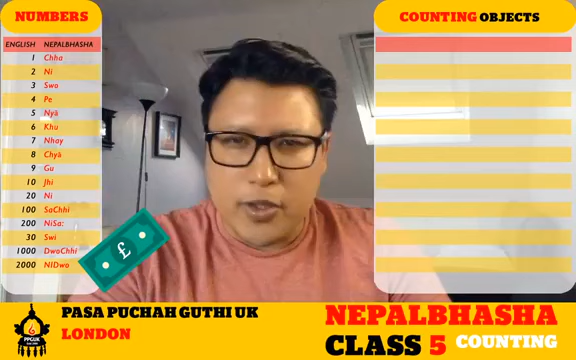 NUMBERS
ENGLISH NEPALBHASHA
1 Chha
2 Ni
3 Swo
4 Pe
5 Nyā
6 Khu
7 Nhay
8 Chyā
9 Gu
10 Jhi
20 Ni
100 SaChhi
200 NiSa:
30 Swi
1000 DwoChhi
2000 NIDwo
£
COUNTING OBJECTS
PPGUK
PASA PUCHAH GUTHI UK
LONDON
NEPALBHASHA
CLASS 5 COUNTING